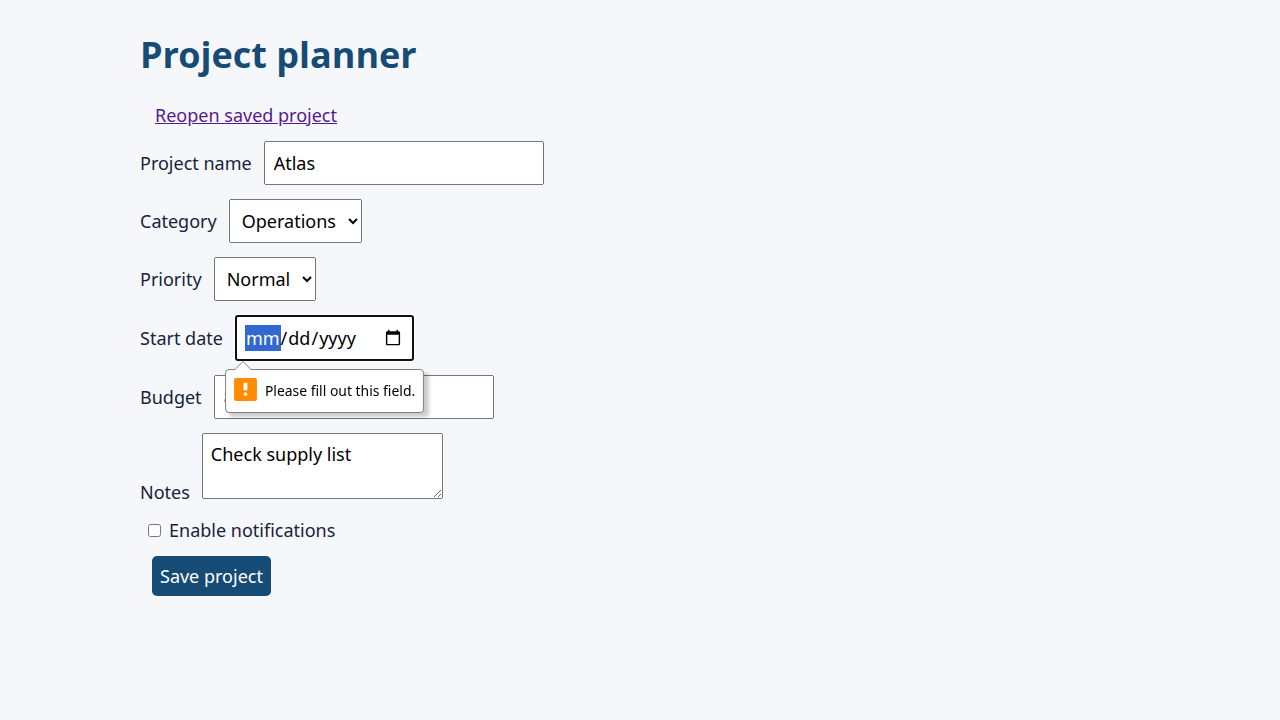 Project planner
Reopen saved project
Project name Atlas
Category Operations
Priority Normal
Start date mm/dd/yyyy
Please fill out this field.
Budget
Check supply list
Notes
Enable notifications
Save project